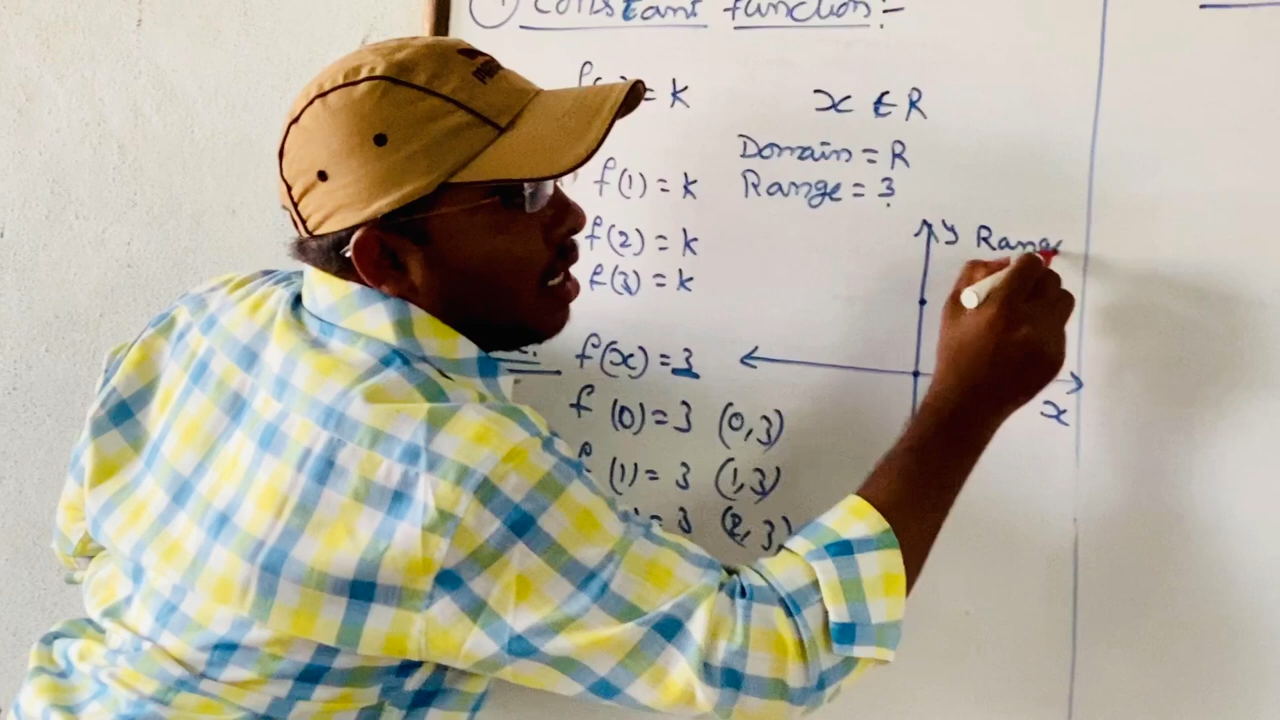 Constant function:-
= k
x ∈ R
Domain = R
f(1) = k
Range = ?
f(2) = k
y Range
f(3) = k
f(x) = 3
f (0) = 3 (0,3)
x
f (1) = 3 (1,3)
= 3 (2,3)